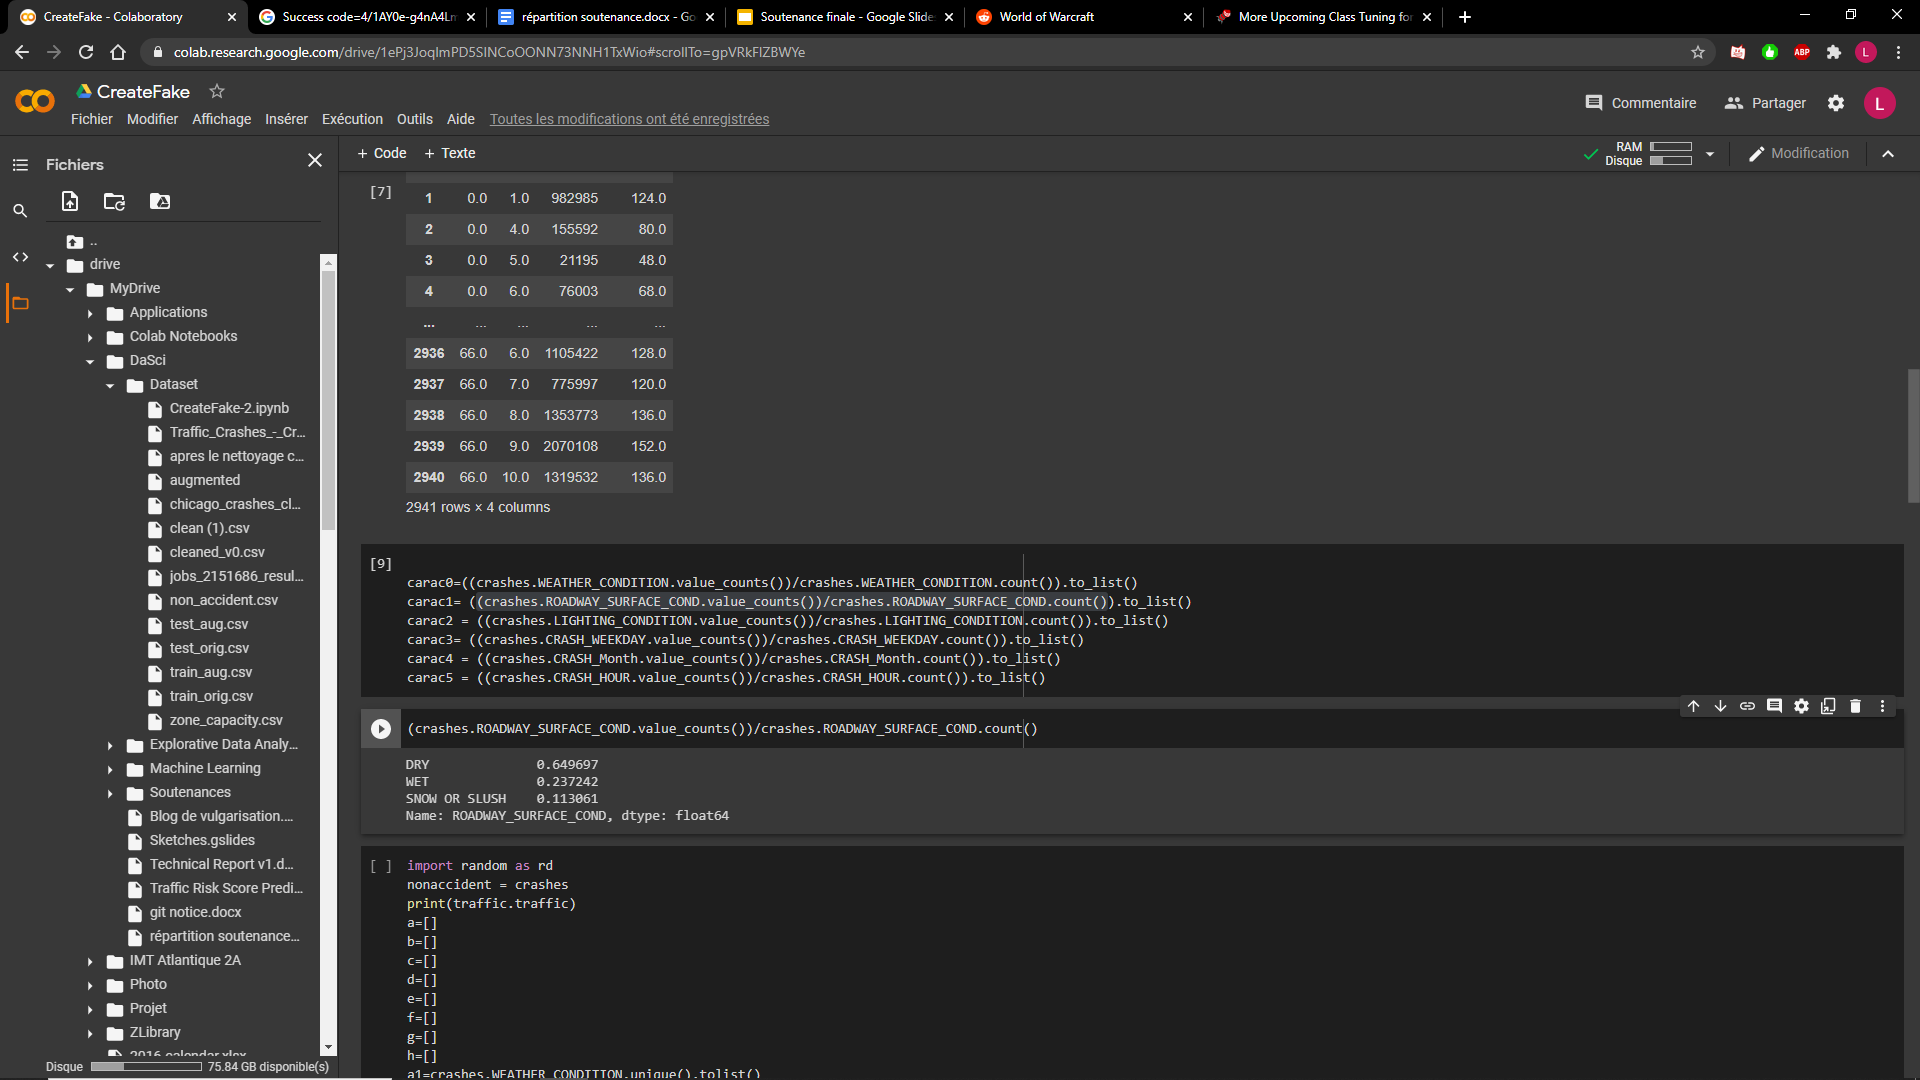 CreateFake - Colaboratory
Success code=4/1AY0e-g4nA4Lm
répartition soutenance.docx - Go
Soutenance finale - Google Slide
World of Warcraft
More Upcoming Class Tuning for
colab.research.google.com/drive/1ePj3JoqlmPD5SlNCoOONN73NNH1TxWio#scrollTo=gpVRkFlZBWYe
ABP
L
CreateFake
Commentaire
Partager
L
Fichier Modifier Affichage Insérer Exécution Outils Aide Toutes les modifications ont été enregistrées
Fichiers
+ Code + Texte
RAM
Disque
Modification
..
drive
MyDrive
Applications
Colab Notebooks
DaSci
Dataset
CreateFake-2.ipynb
Traffic_Crashes_-_Cr...
apres le nettoyage c...
augmented
chicago_crashes_cl...
clean (1).csv
cleaned_v0.csv
jobs_2151686_resul...
non_accident.csv
test_aug.csv
test_orig.csv
train_aug.csv
train_orig.csv
zone_capacity.csv
Explorative Data Analy...
Machine Learning
Soutenances
Blog de vulgarisation....
Sketches.gslides
Technical Report v1.d...
Traffic Risk Score Predi...
git notice.docx
répartition soutenance...
IMT Atlantique 2A
Photo
Projet
ZLibrary
2016 calendar.xlsx
Disque 75.84 GB disponible(s)
[7]
1 0.0 1.0 982985 124.0
2 0.0 4.0 155592 80.0
3 0.0 5.0 21195 48.0
4 0.0 6.0 76003 68.0
... ... ... ... ...
2936 66.0 6.0 1105422 128.0
2937 66.0 7.0 775997 120.0
2938 66.0 8.0 1353773 136.0
2939 66.0 9.0 2070108 152.0
2940 66.0 10.0 1319532 136.0
2941 rows × 4 columns
[9]
carac0=((crashes.WEATHER_CONDITION.value_counts())/crashes.WEATHER_CONDITION.count()).to_list()
carac1= ((crashes.ROADWAY_SURFACE_COND.value_counts())/crashes.ROADWAY_SURFACE_COND.count()).to_list()
carac2 = ((crashes.LIGHTING_CONDITION.value_counts())/crashes.LIGHTING_CONDITION.count()).to_list()
carac3= ((crashes.CRASH_WEEKDAY.value_counts())/crashes.CRASH_WEEKDAY.count()).to_list()
carac4 = ((crashes.CRASH_Month.value_counts())/crashes.CRASH_Month.count()).to_list()
carac5 = ((crashes.CRASH_HOUR.value_counts())/crashes.CRASH_HOUR.count()).to_list()
(crashes.ROADWAY_SURFACE_COND.value_counts())/crashes.ROADWAY_SURFACE_COND.count()
DRY 0.649697
WET 0.237242
SNOW OR SLUSH 0.113061
Name: ROADWAY_SURFACE_COND, dtype: float64
[ ]
import random as rd
nonaccident = crashes
print(traffic.traffic)
a=[]
b=[]
c=[]
d=[]
e=[]
f=[]
g=[]
h=[]
a1=crashes.WEATHER_CONDITION.unique().tolist()